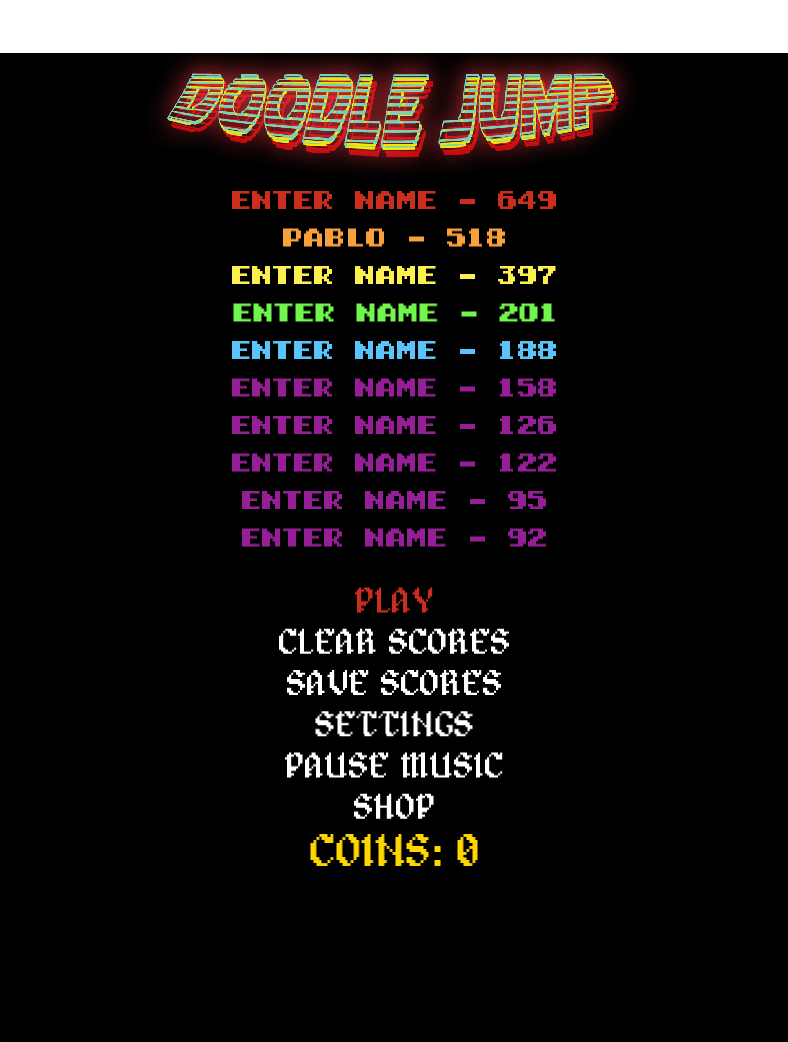 DOODLE JUMP
ENTER NAME - 649
PABLO - 518
ENTER NAME - 397
ENTER NAME - 201
ENTER NAME - 188
ENTER NAME - 158
ENTER NAME - 126
ENTER NAME - 122
ENTER NAME - 95
ENTER NAME - 92
PLAY
CLEAR SCORES
SAVE SCORES
SETTINGS
PAUSE MUSIC
SHOP
COINS: 0